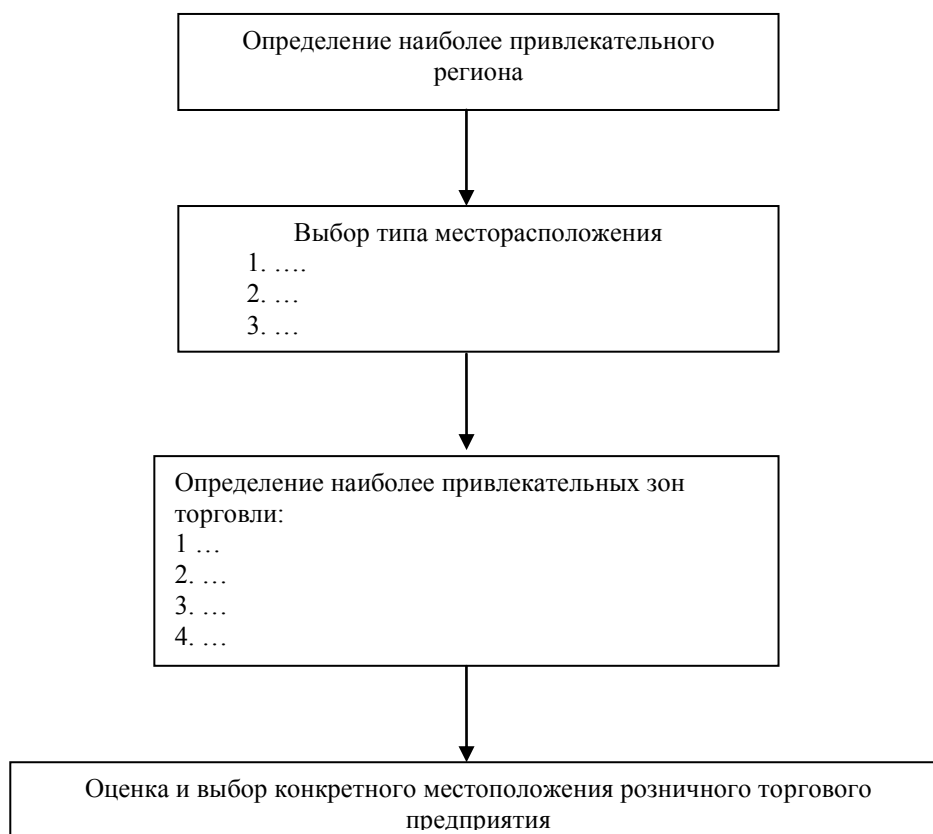 Определение наиболее привлекательного
региона
Выбор типа месторасположения
1. ….
2. …
3. …
Определение наиболее привлекательных зон
торговли:
1 …
2. …
3. …
4. …
Оценка и выбор конкретного местоположения розничного торгового
предприятия